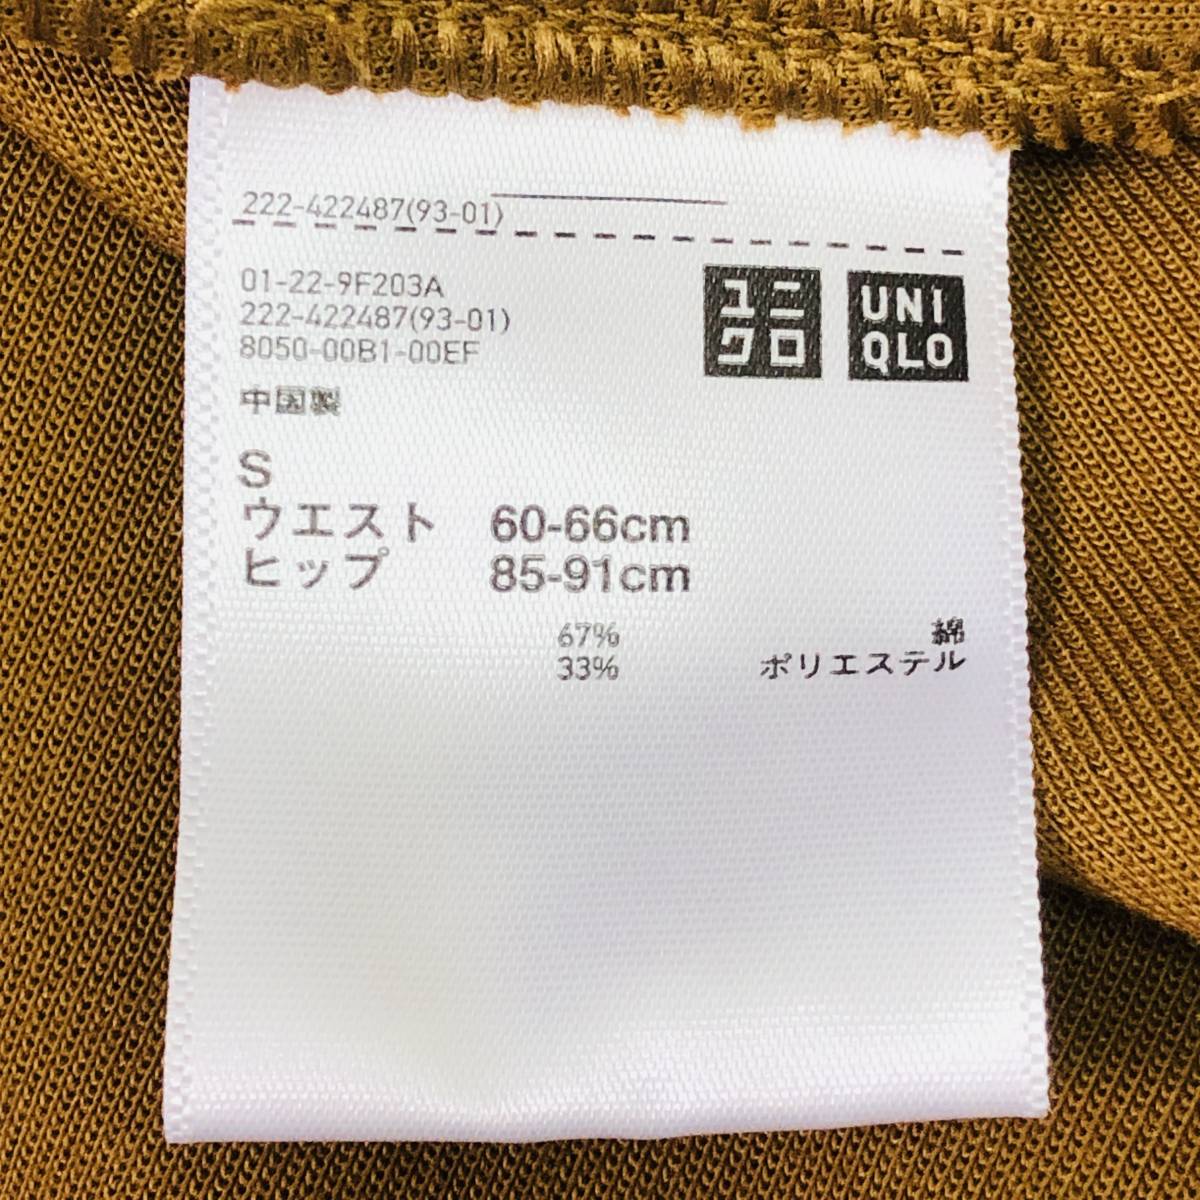 222-422487(93-01)
01-22-9F203A
222-422487(93-01)
8050-00B1-00EF
ユニ
クロ
UNI
QLO
中国製
S
ウエスト 60-66cm
ヒップ 85-91cm
67% 綿
33% ポリエステル